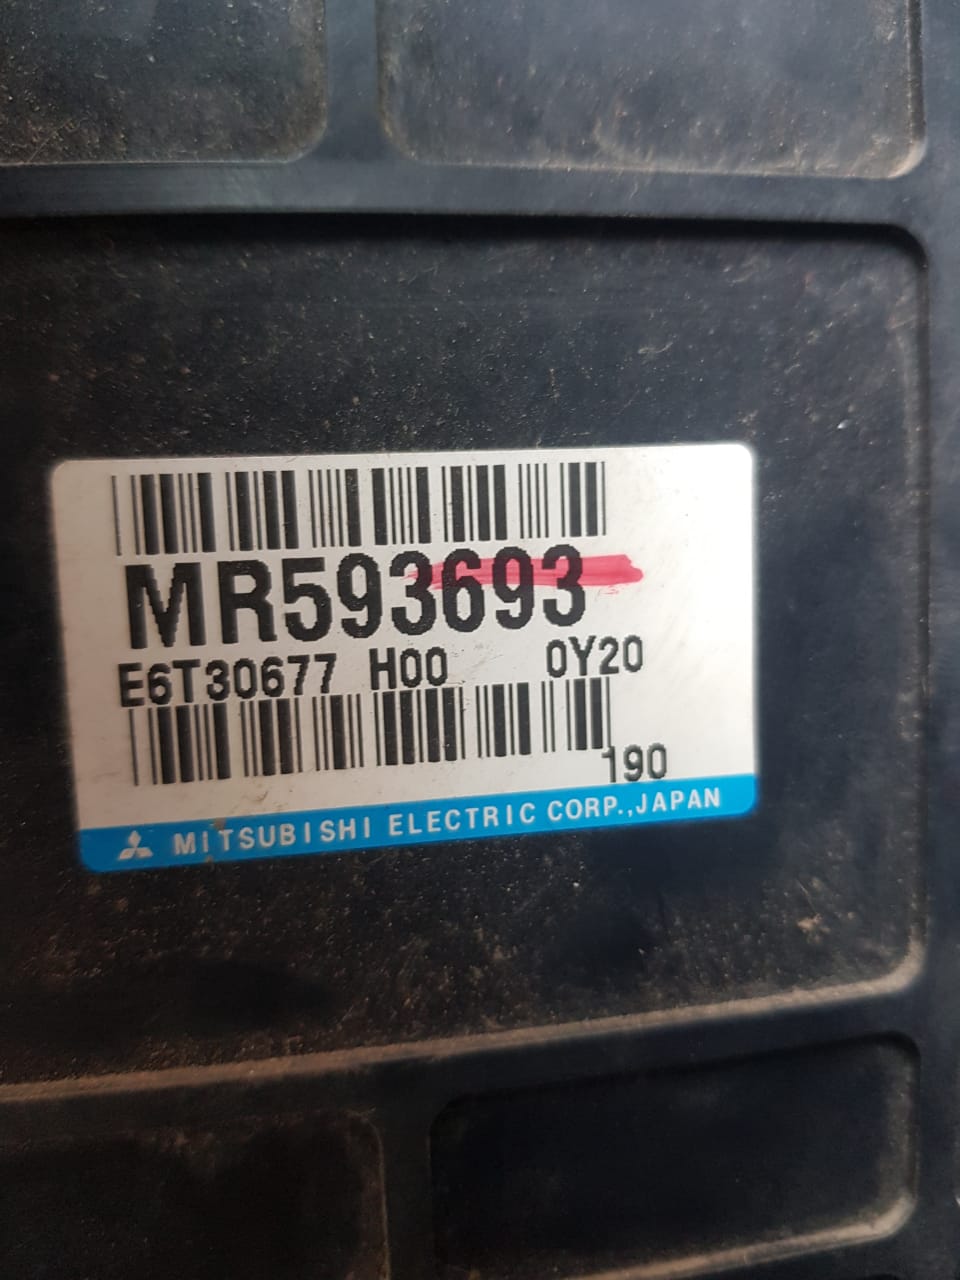 MR593693
E6T30677 H00 0Y20
190
MITSUBISHI ELECTRIC CORP.,JAPAN